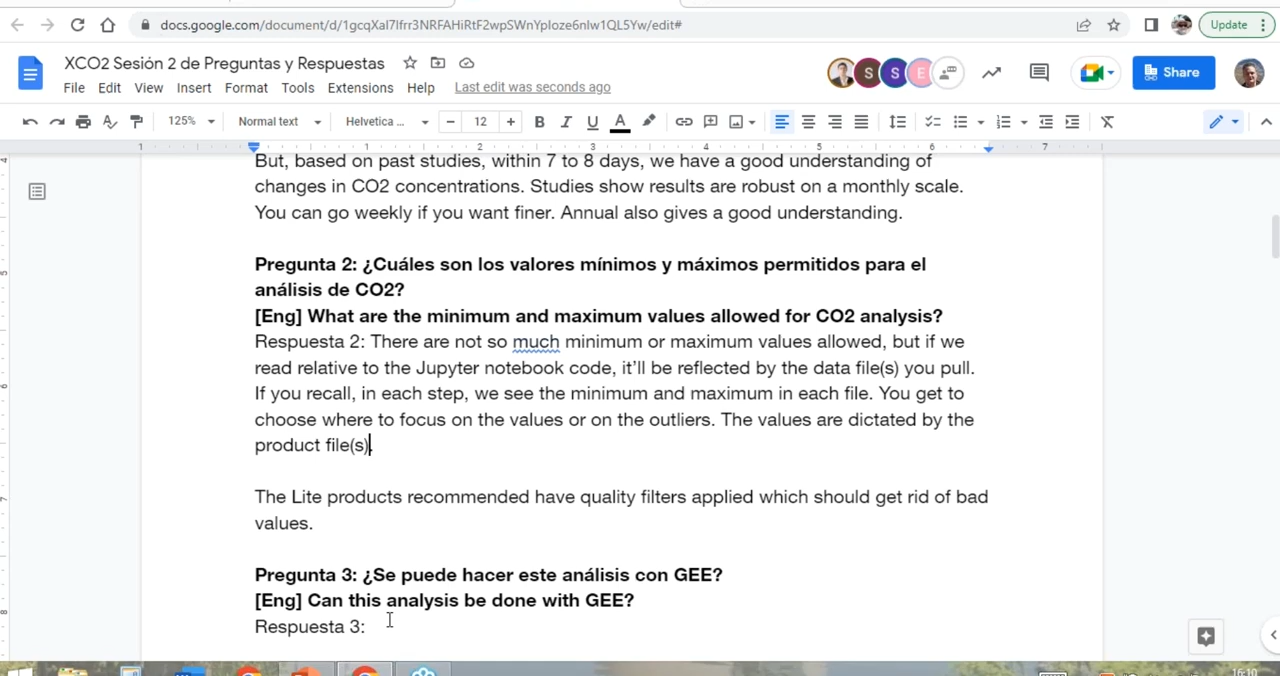 docs.google.com/document/d/1gcqXal7lfrr3NRFAHiRtF2wpSWnYploze6nlw1QL5Yw/edit#
Update
XCO2 Sesión 2 de Preguntas y Respuestas
S S E
Share
File Edit View Insert Format Tools Extensions Help Last edit was seconds ago
125% Normal text Helvetica ... 12 B I U A
1 1 2 3 4 5 6 7
But, based on past studies, within 7 to 8 days, we have a good understanding of
changes in CO2 concentrations. Studies show results are robust on a monthly scale.
You can go weekly if you want finer. Annual also gives a good understanding.
Pregunta 2: ¿Cuáles son los valores mínimos y máximos permitidos para el
análisis de CO2?
[Eng] What are the minimum and maximum values allowed for CO2 analysis?
Respuesta 2: There are not so much minimum or maximum values allowed, but if we
read relative to the Jupyter notebook code, it'll be reflected by the data file(s) you pull.
If you recall, in each step, we see the minimum and maximum in each file. You get to
choose where to focus on the values or on the outliers. The values are dictated by the
product file(s).
The Lite products recommended have quality filters applied which should get rid of bad
values.
Pregunta 3: ¿Se puede hacer este análisis con GEE?
[Eng] Can this analysis be done with GEE?
Respuesta 3:
16:10